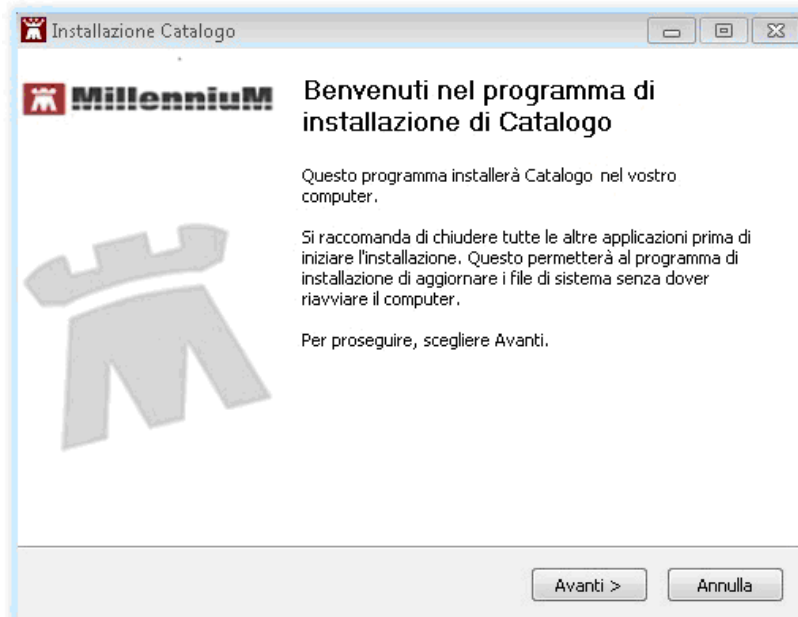 Installazione Catalogo
MillenniuM
Benvenuti nel programma di
installazione di Catalogo
Questo programma installerà Catalogo nel vostro
computer.
Si raccomanda di chiudere tutte le altre applicazioni prima di
iniziare l'installazione. Questo permetterà al programma di
installazione di aggiornare i file di sistema senza dover
riavviare il computer.
Per proseguire, scegliere Avanti.
Avanti >
Annulla